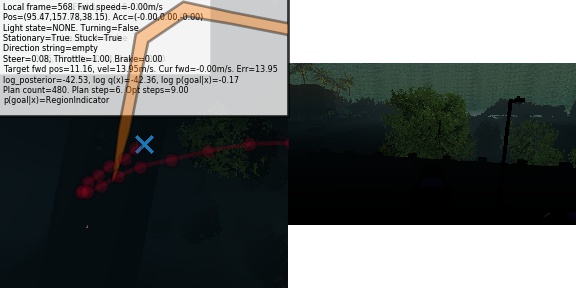 Local frame=568. Fwd speed=-0.00m/s
Pos=(95.47,157.78,38.15). Acc=(-0.00,0.00,-0.00)
Light state=NONE. Turning=False
Stationary=True. Stuck=True
Direction string=empty
Steer=0.08, Throttle=1.00, Brake=0.00
Target fwd pos=11.16, vel=13.95m/s. Cur fwd=-0.00m/s. Err=13.95
log_posterior=-42.53, log q(x)=-42.36, log p(goal|x)=-0.17
Plan count=480. Plan step=6. Opt steps=9.00
p(goal|x)=RegionIndicator